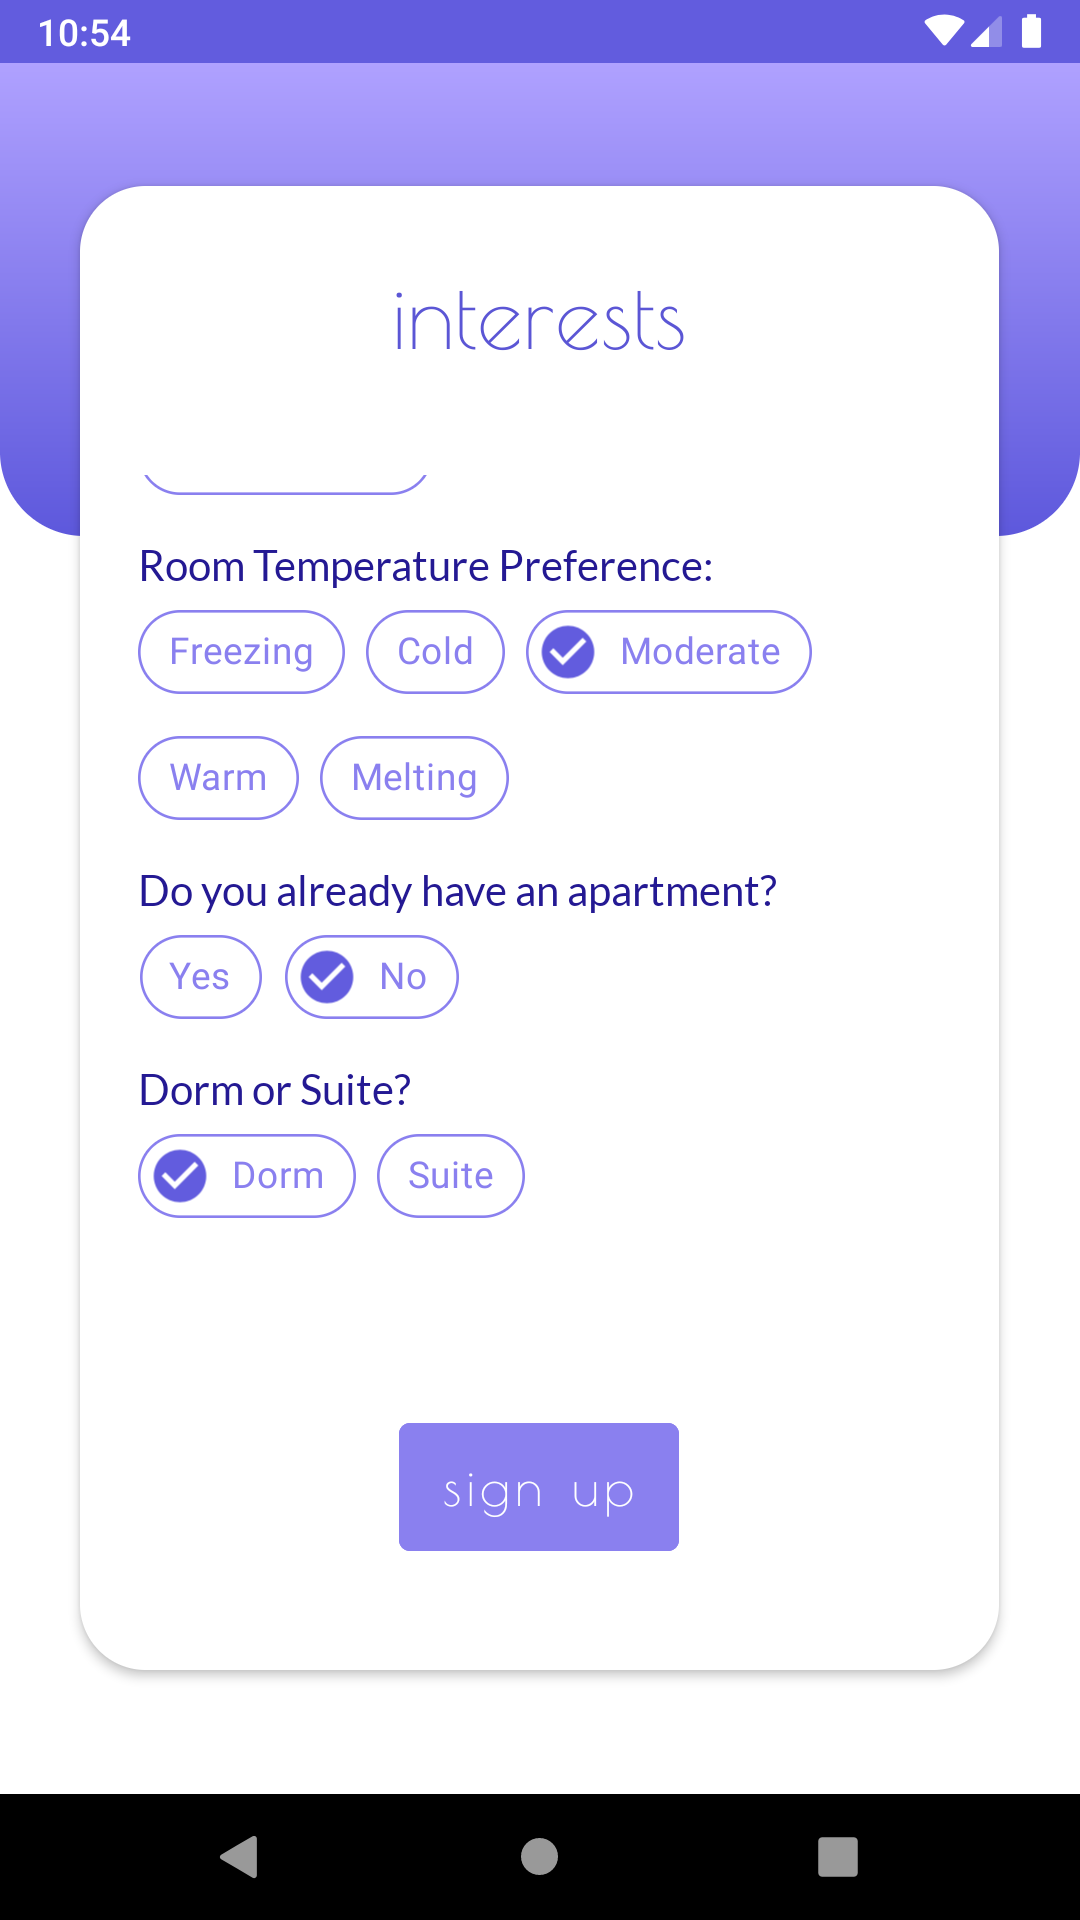 10:54
interests
Room Temperature Preference:
Freezing Cold Moderate
Warm Melting
Do you already have an apartment?
Yes No
Dorm or Suite?
Dorm Suite
sign up